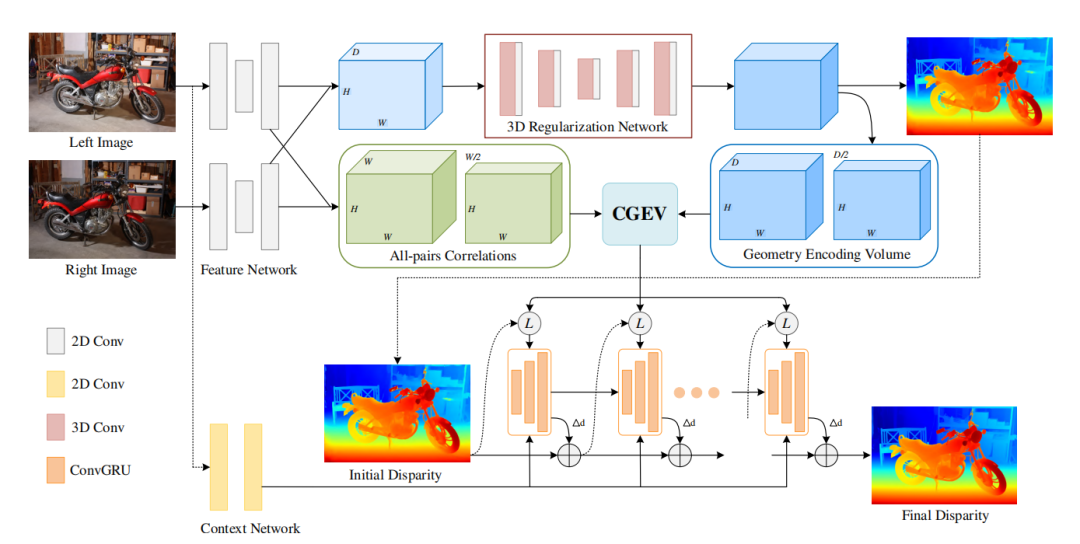 Left Image
Right Image
Feature Network
D
H
W
3D Regularization Network
W
H
W
W/2
H
W
All-pairs Correlations
CGEV
D
H
W
D/2
H
W
Geometry Encoding Volume
2D Conv
2D Conv
3D Conv
ConvGRU
Context Network
Initial Disparity
L
L
L
Δd
Δd
Δd
Final Disparity